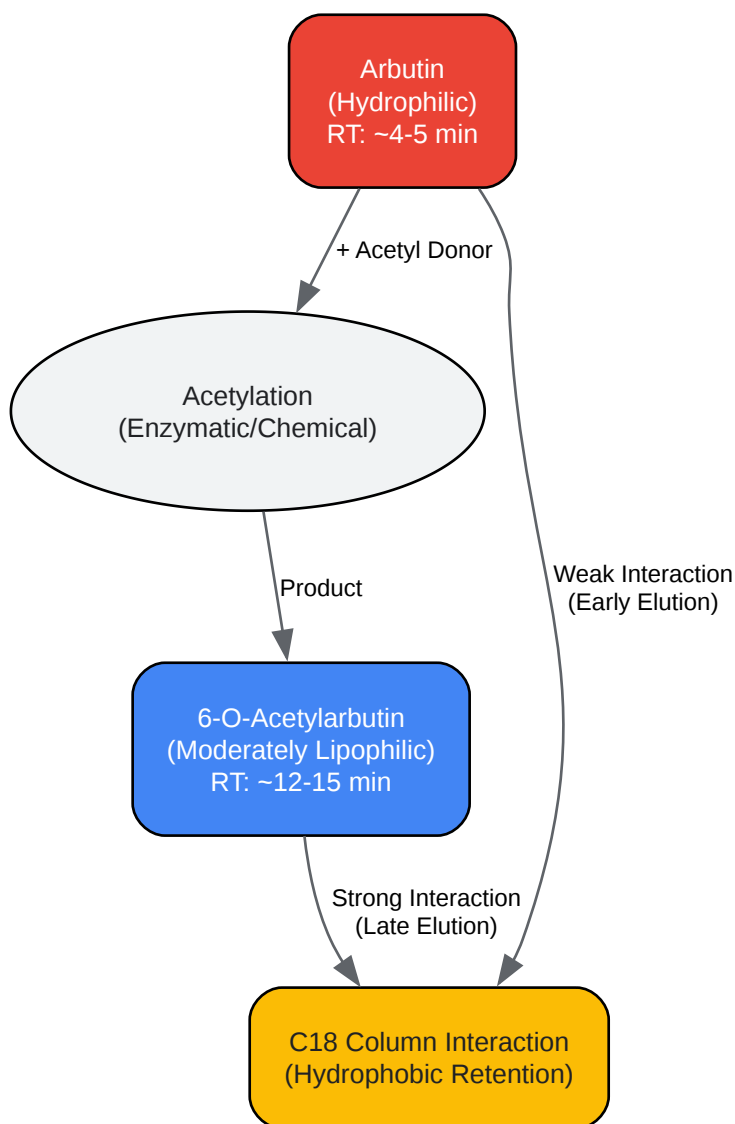 Arbutin
(Hydrophilic)
RT: ~4-5 min
+ Acetyl Donor
Acetylation
(Enzymatic/Chemical)
Product
Weak Interaction
(Early Elution)
6-O-Acetylarbutin
(Moderately Lipophilic)
RT: ~12-15 min
Strong Interaction
(Late Elution)
C18 Column Interaction
(Hydrophobic Retention)